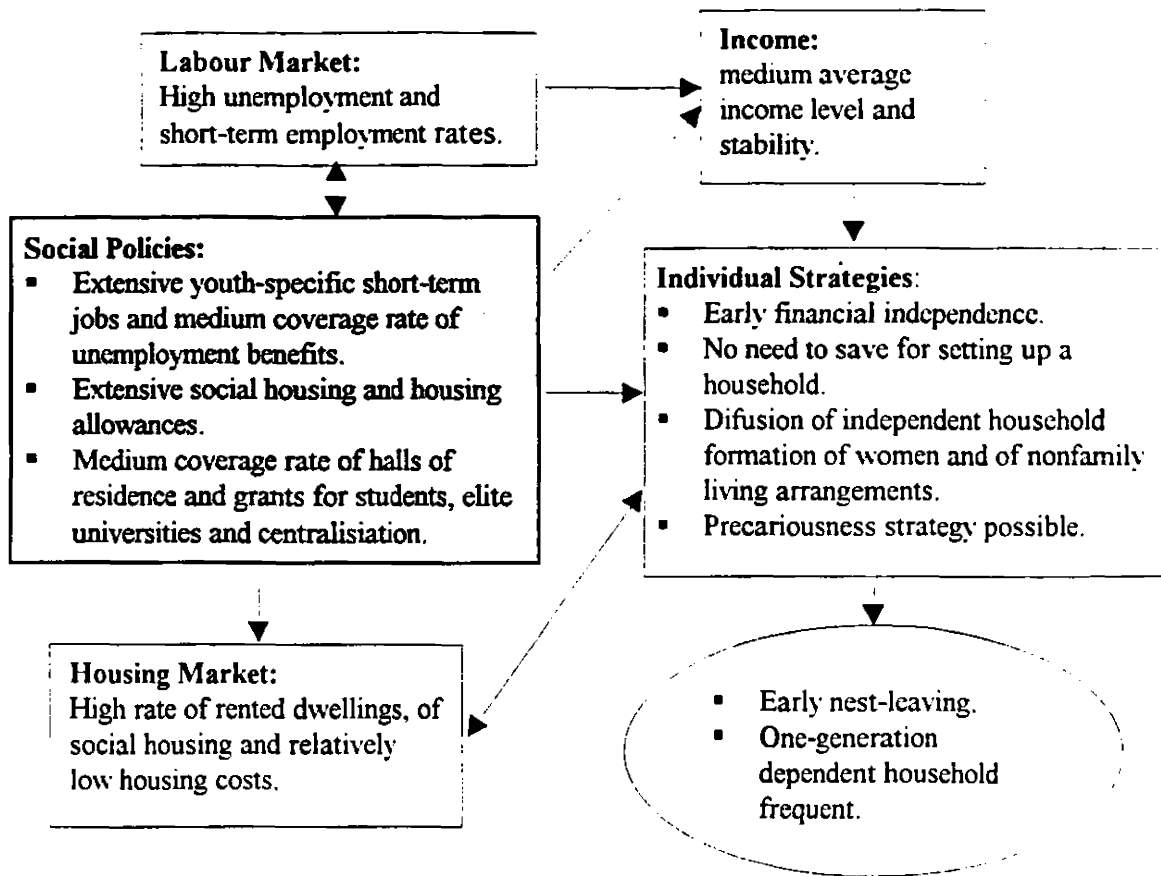 Labour Market:
High unemployment and
short-term employment rates.
Income:
medium average
income level and
stability.
Social Policies:
▪ Extensive youth-specific short-term
jobs and medium coverage rate of
unemployment benefits.
▪ Extensive social housing and housing
allowances.
▪ Medium coverage rate of halls of
residence and grants for students, elite
universities and centralisiation.
Individual Strategies:
▪ Early financial independence.
▪ No need to save for setting up a
household.
▪ Difusion of independent household
formation of women and of nonfamily
living arrangements.
▪ Precariousness strategy possible.
Housing Market:
High rate of rented dwellings, of
social housing and relatively
low housing costs.
▪ Early nest-leaving.
▪ One-generation
dependent household
frequent.